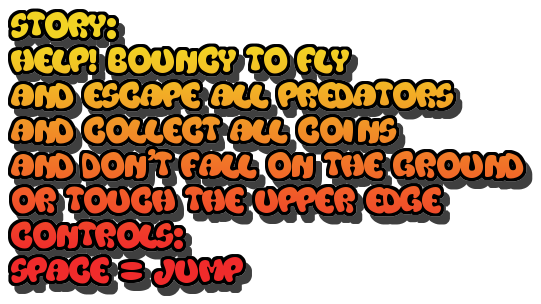 STORY:
HELP! BOUNCY TO FLY
AND ESCAPE ALL PREDATORS
AND COLLECT ALL COINS
AND DON'T FALL ON THE GROUND
OR TOUCH THE UPPER EDGE
CONTROLS:
SPACE = JUMP